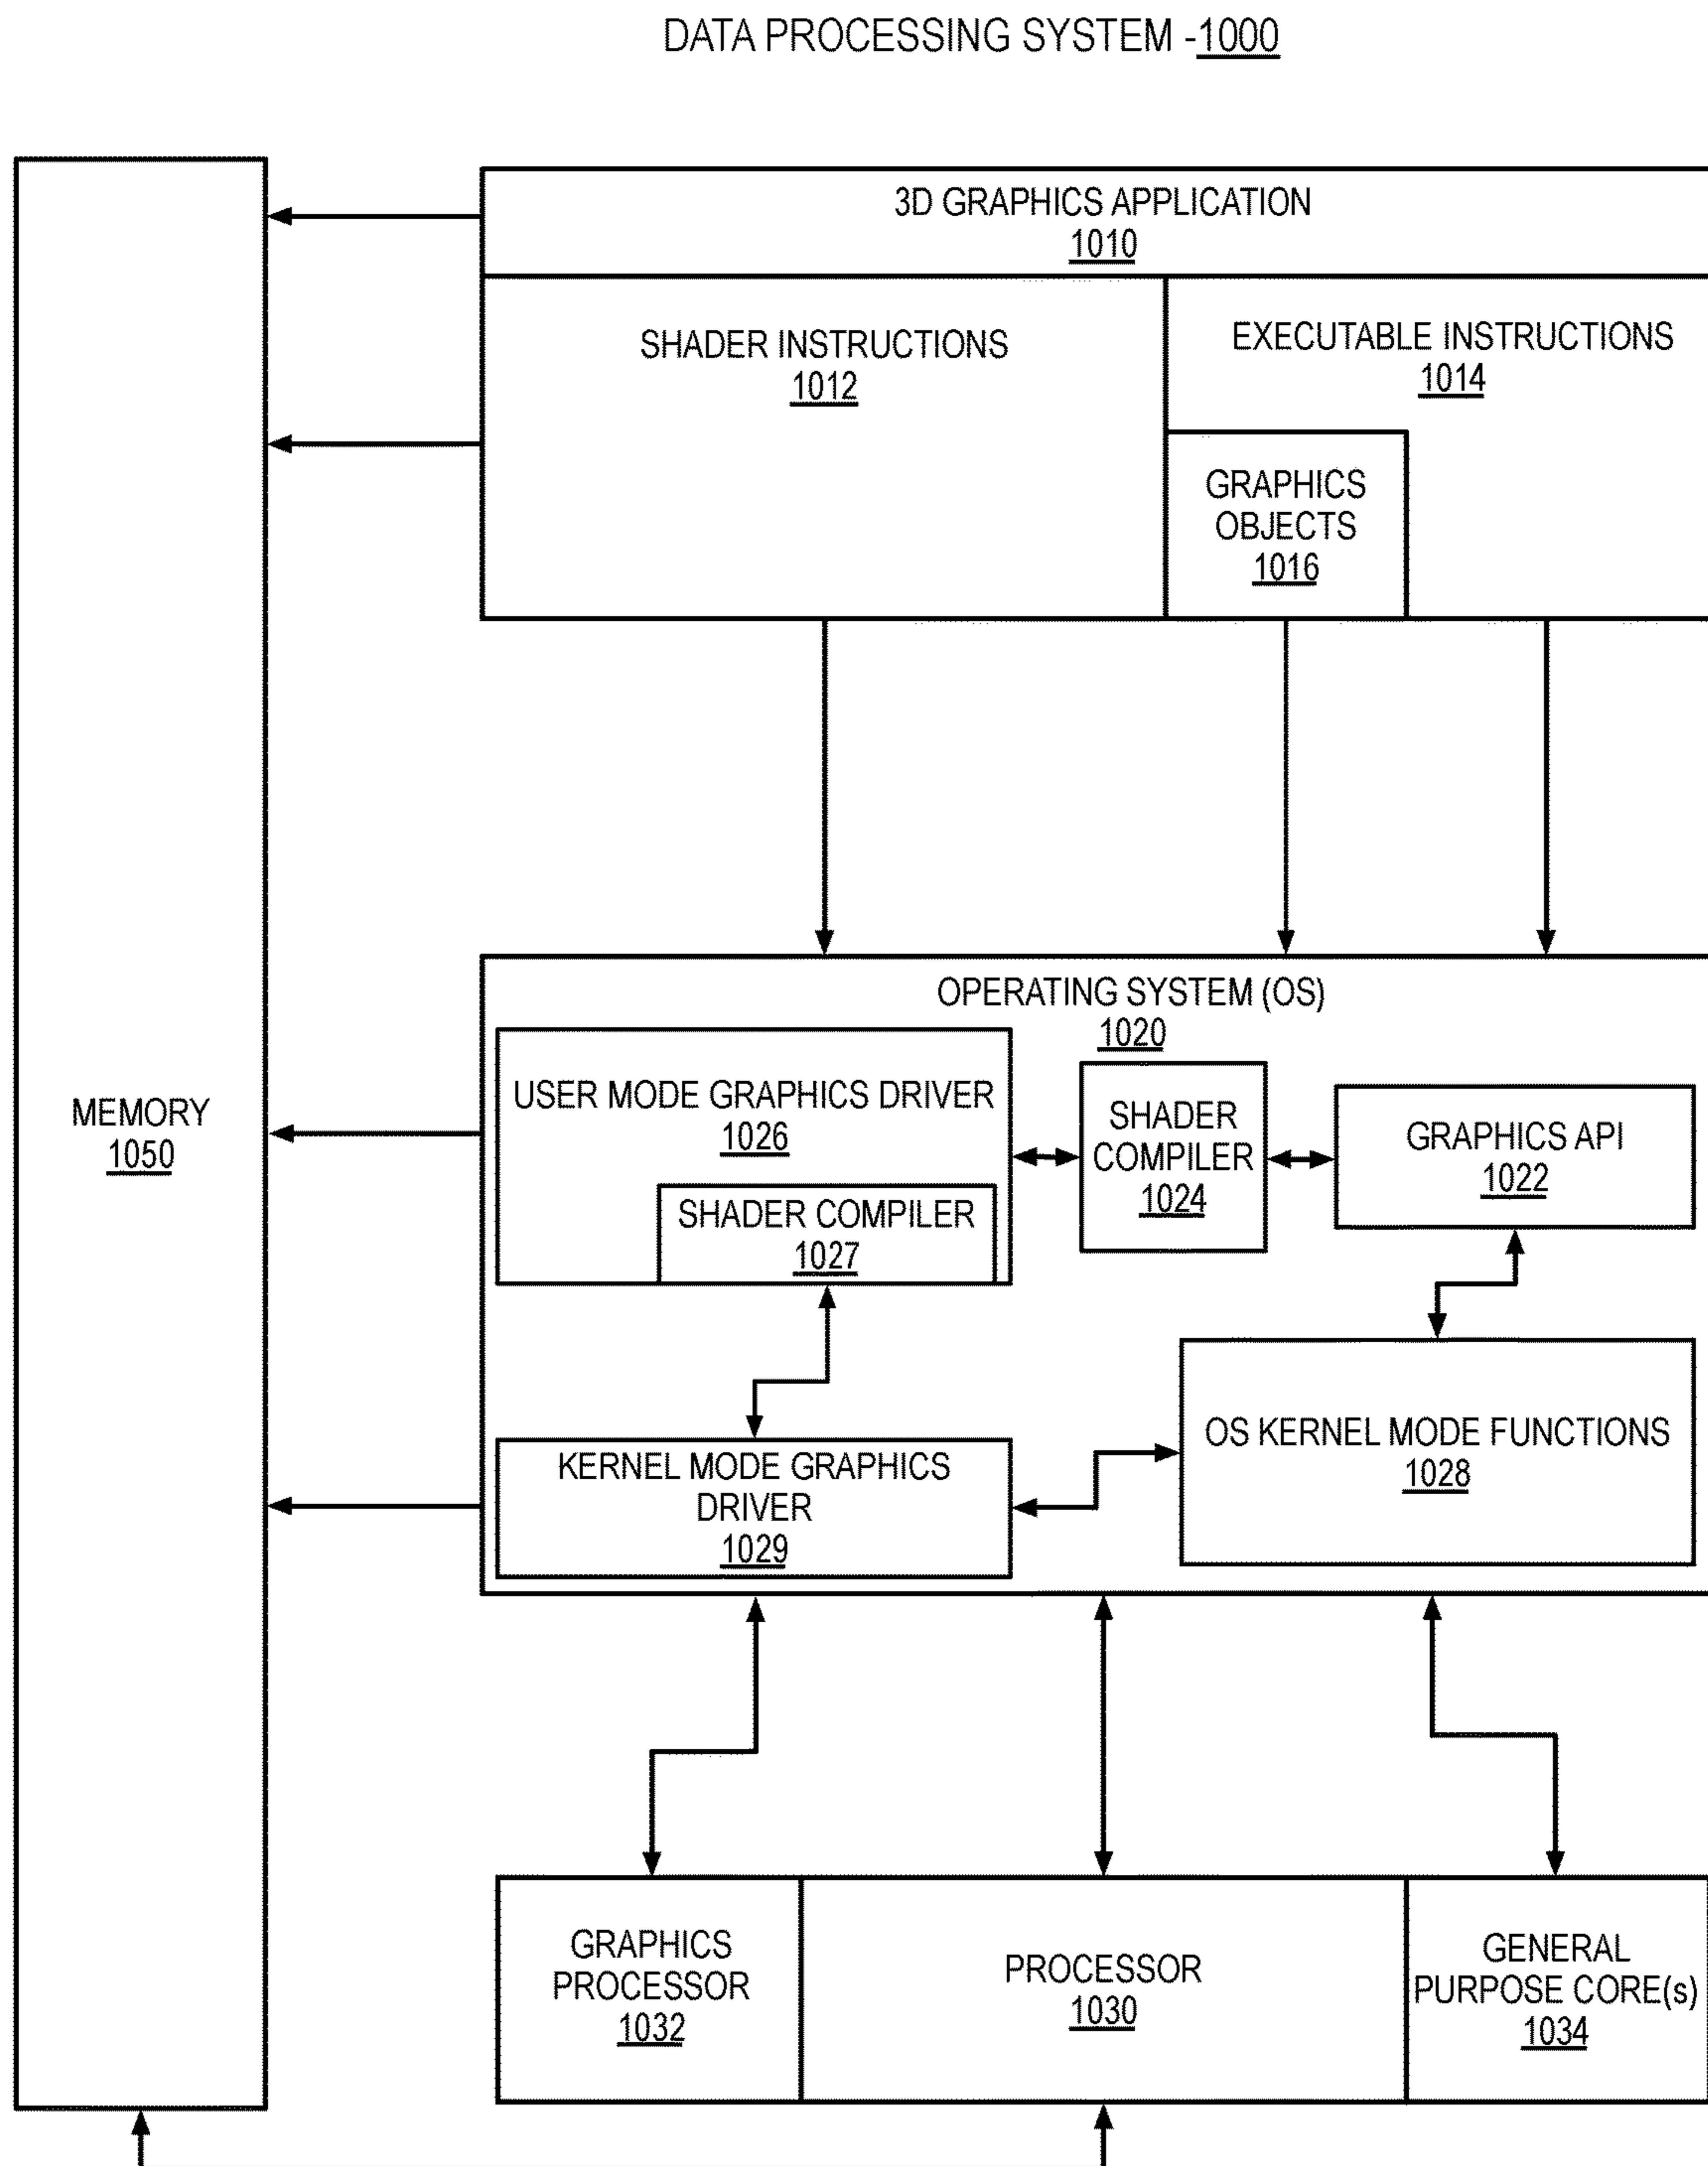 DATA PROCESSING SYSTEM -1000
3D GRAPHICS APPLICATION
1010
SHADER INSTRUCTIONS
1012
EXECUTABLE INSTRUCTIONS
1014
GRAPHICS
OBJECTS
1016
MEMORY
1050
OPERATING SYSTEM (OS)
1020
USER MODE GRAPHICS DRIVER
1026
SHADER COMPILER
1027
SHADER
COMPILER
1024
GRAPHICS API
1022
KERNEL MODE GRAPHICS
DRIVER
1029
OS KERNEL MODE FUNCTIONS
1028
GRAPHICS
PROCESSOR
1032
PROCESSOR
1030
GENERAL
PURPOSE CORE(s)
1034